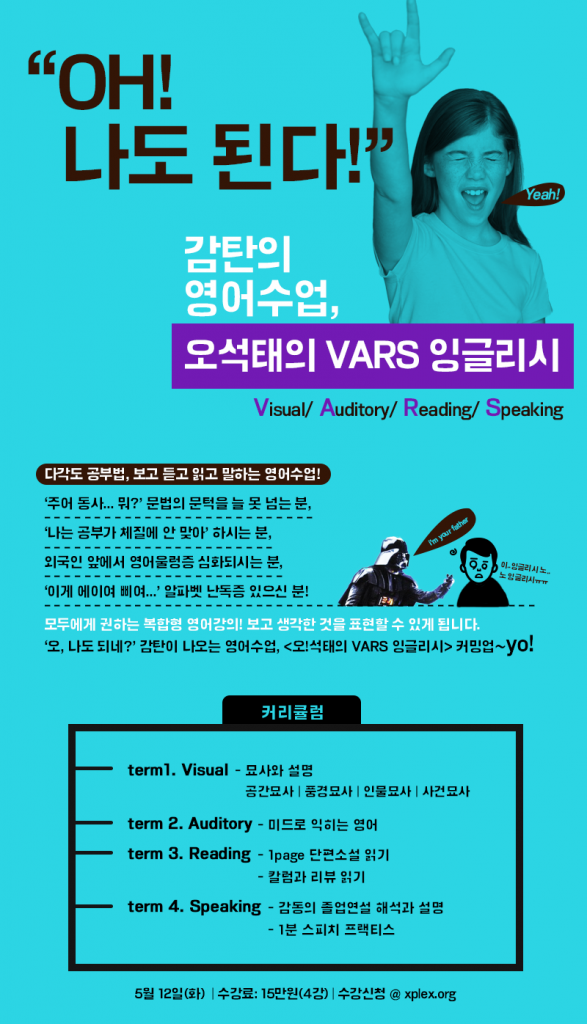 “OH!
나도 된다!”
Yeah!
감탄의
영어수업,
오석태의 VARS 잉글리시
Visual/ Auditory/ Reading/ Speaking
다각도 공부법, 보고 듣고 읽고 말하는 영어수업!
‘주어 동사... 뭐?’ 문법의 문턱을 늘 못 넘는 분,
‘나는 공부가 체질에 안 맞아’ 하시는 분,
외국인 앞에서 영어울렁증 심화되시는 분,
‘이게 에이여 삐여...’ 알파벳 난독증 있으신 분!
I'm your father
이..잉글리시 노..
노 잉글리시ㅠㅠ
모두에게 권하는 복합형 영어강의! 보고 생각한 것을 표현할 수 있게 됩니다.
‘오, 나도 되네?’ 감탄이 나오는 영어수업, <오!석태의 VARS 잉글리시> 커밍업~yo!
커리큘럼
term1. Visual - 묘사와 설명
공간묘사 | 풍경묘사 | 인물묘사 | 사건묘사
term 2. Auditory - 미드로 익히는 영어
term 3. Reading - 1page 단편소설 읽기
- 칼럼과 리뷰 읽기
term 4. Speaking - 감동의 졸업연설 해석과 설명
- 1분 스피치 프랙티스
5월 12일(화) | 수강료: 15만원(4강) | 수강신청 @ xplex.org